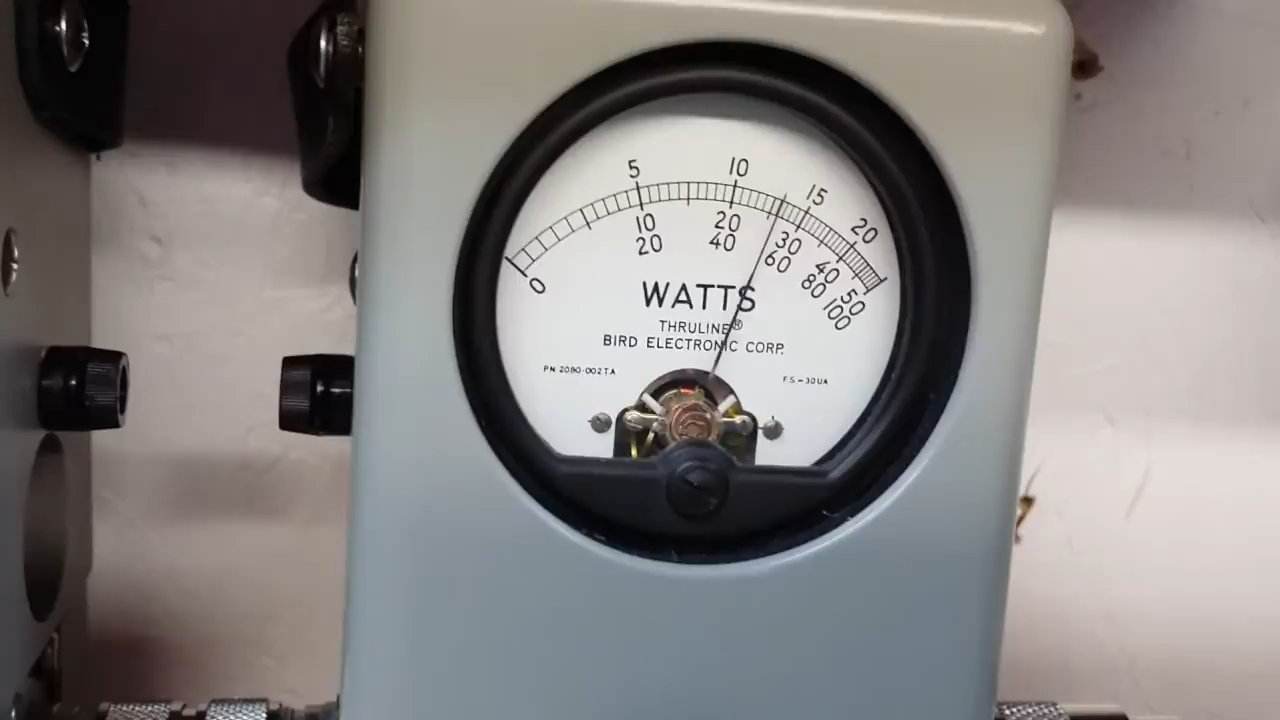 5 10 15 20
0 10 20 30 40 50
20 40 60 80 100
WATTS
THRULINE®
BIRD ELECTRONIC CORP.
PN 2080-002TA FS-30UA